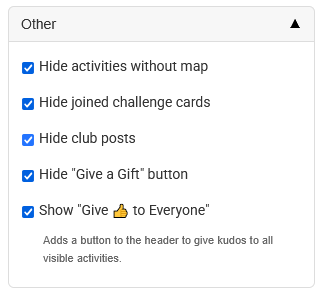 Other
Hide activities without map
Hide joined challenge cards
Hide club posts
Hide "Give a Gift" button
Show "Give 👍 to Everyone"
Adds a button to the header to give kudos to all
visible activities.